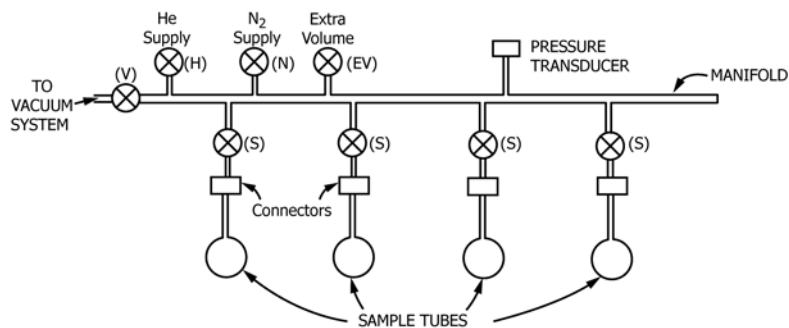 He
Supply
(H)
N2
Supply
(N)
Extra
Volume
(EV)
PRESSURE
TRANSDUCER
MANIFOLD
(V)
TO
VACUUM
SYSTEM
(S)
(S)
(S)
(S)
Connectors
SAMPLE TUBES